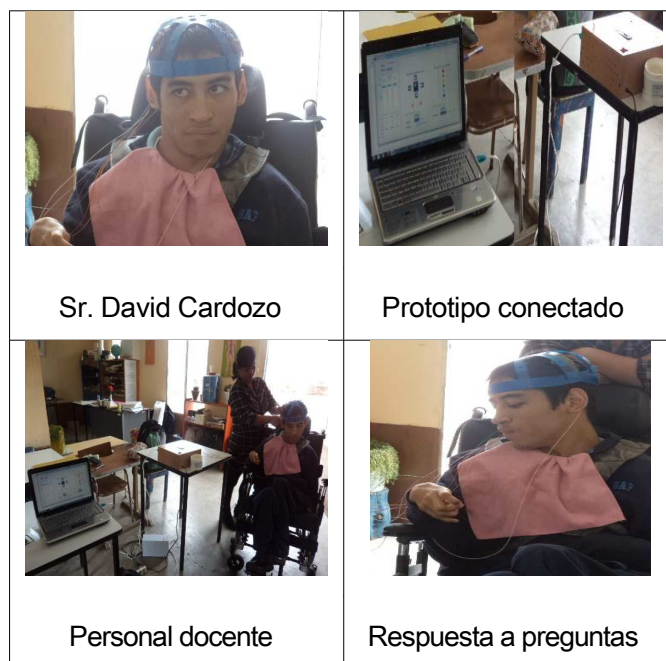 Sr. David Cardozo
Prototipo conectado
Personal docente
Respuesta a preguntas